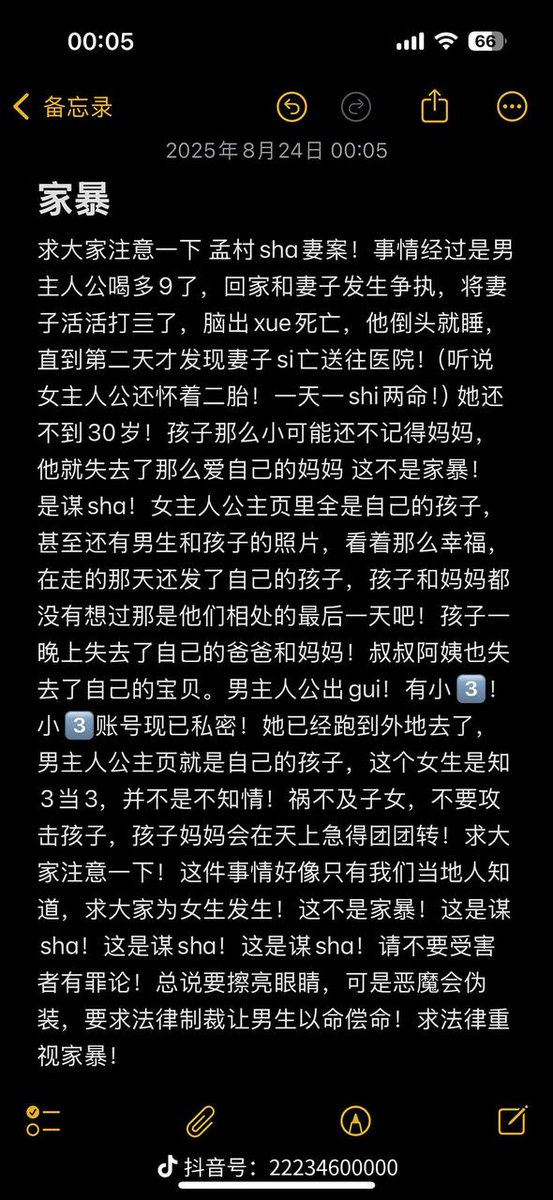 00:05
66
备忘录
2025年8月24日 00:05
家暴
求大家注意一下 孟村sha妻案！事情经过是男
主人公喝多9了，回家和妻子发生争执，将妻
子活活打亖了，脑出xue死亡，他倒头就睡，
直到第二天才发现妻子si亡送往医院！(听说
女主人公还怀着二胎！一天一shi两命！) 她还
不到30岁！孩子那么小可能还不记得妈妈，
他就失去了那么爱自己的妈妈 这不是家暴！
是谋sha！女主人公主页里全是自己的孩子，
甚至还有男生和孩子的照片，看着那么幸福，
在走的那天还发了自己的孩子，孩子和妈妈都
没有想过那是他们相处的最后一天吧！孩子一
晚上失去了自己的爸爸和妈妈！叔叔阿姨也失
去了自己的宝贝。男主人公出gui！有小3️⃣！
小3️⃣账号现已私密！她已经跑到外地去了，
男主人公主页就是自己的孩子，这个女生是知
3当3，并不是不知情！祸不及子女，不要攻
击孩子，孩子妈妈会在天上急得团团转！求大
家注意一下！这件事情好像只有我们当地人知
道，求大家为女生发生！这不是家暴！这是谋
sha！这是谋sha！这是谋sha！请不要受害
者有罪论！总说要擦亮眼睛，可是恶魔会伪
装，要求法律制裁让男生以命偿命！求法律重
视家暴！
抖音号：22234600000